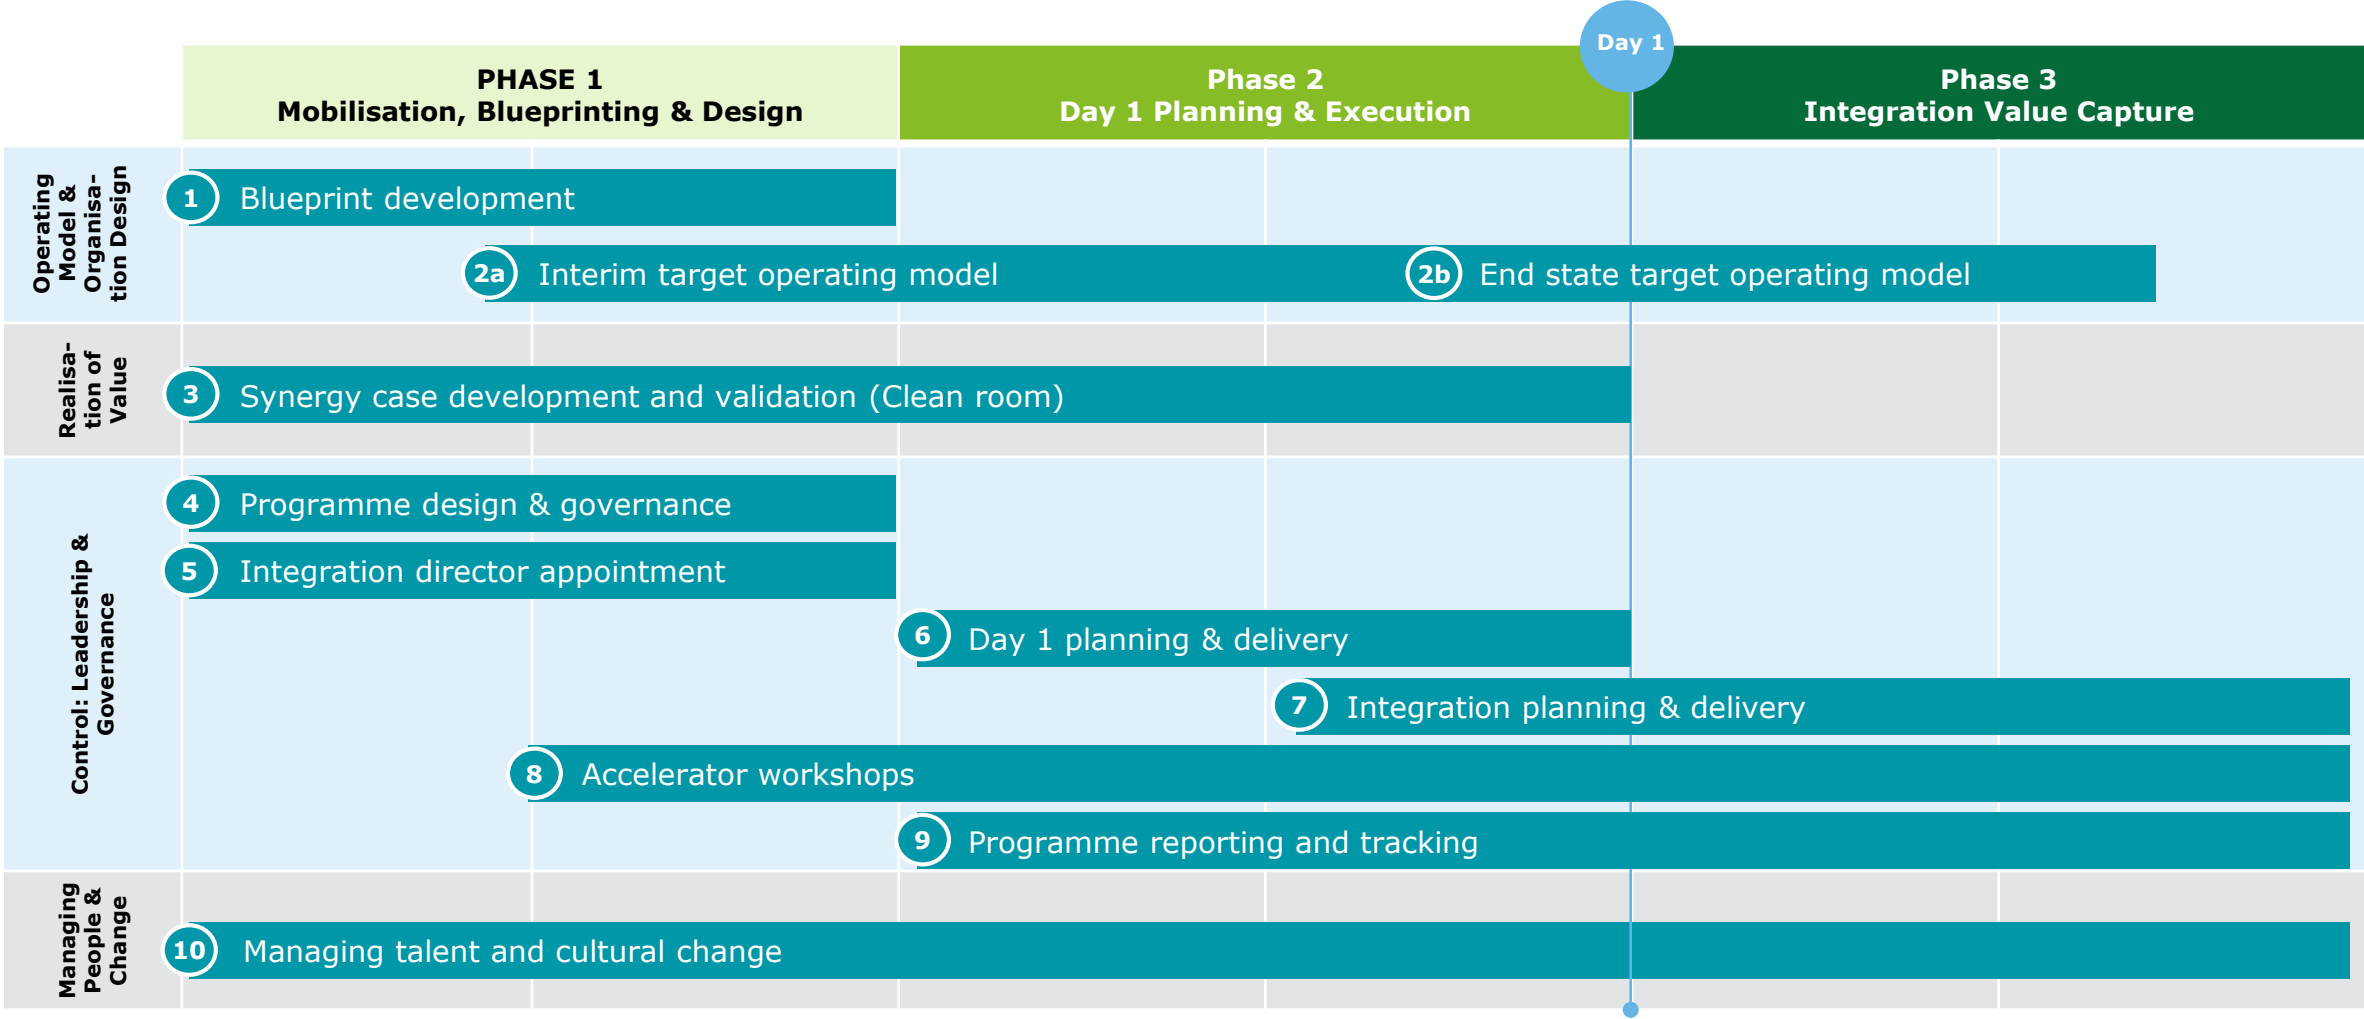 Day 1
PHASE 1
Mobilisation, Blueprinting & Design
Phase 2
Day 1 Planning & Execution
Phase 3
Integration Value Capture
Operating
Model &
Organisa-
tion Design
1 Blueprint development
2a Interim target operating model
2b End state target operating model
Realisa-
tion of
Value
3 Synergy case development and validation (Clean room)
Control: Leadership &
Governance
4 Programme design & governance
5 Integration director appointment
6 Day 1 planning & delivery
7 Integration planning & delivery
8 Accelerator workshops
9 Programme reporting and tracking
Managing
People &
Change
10 Managing talent and cultural change